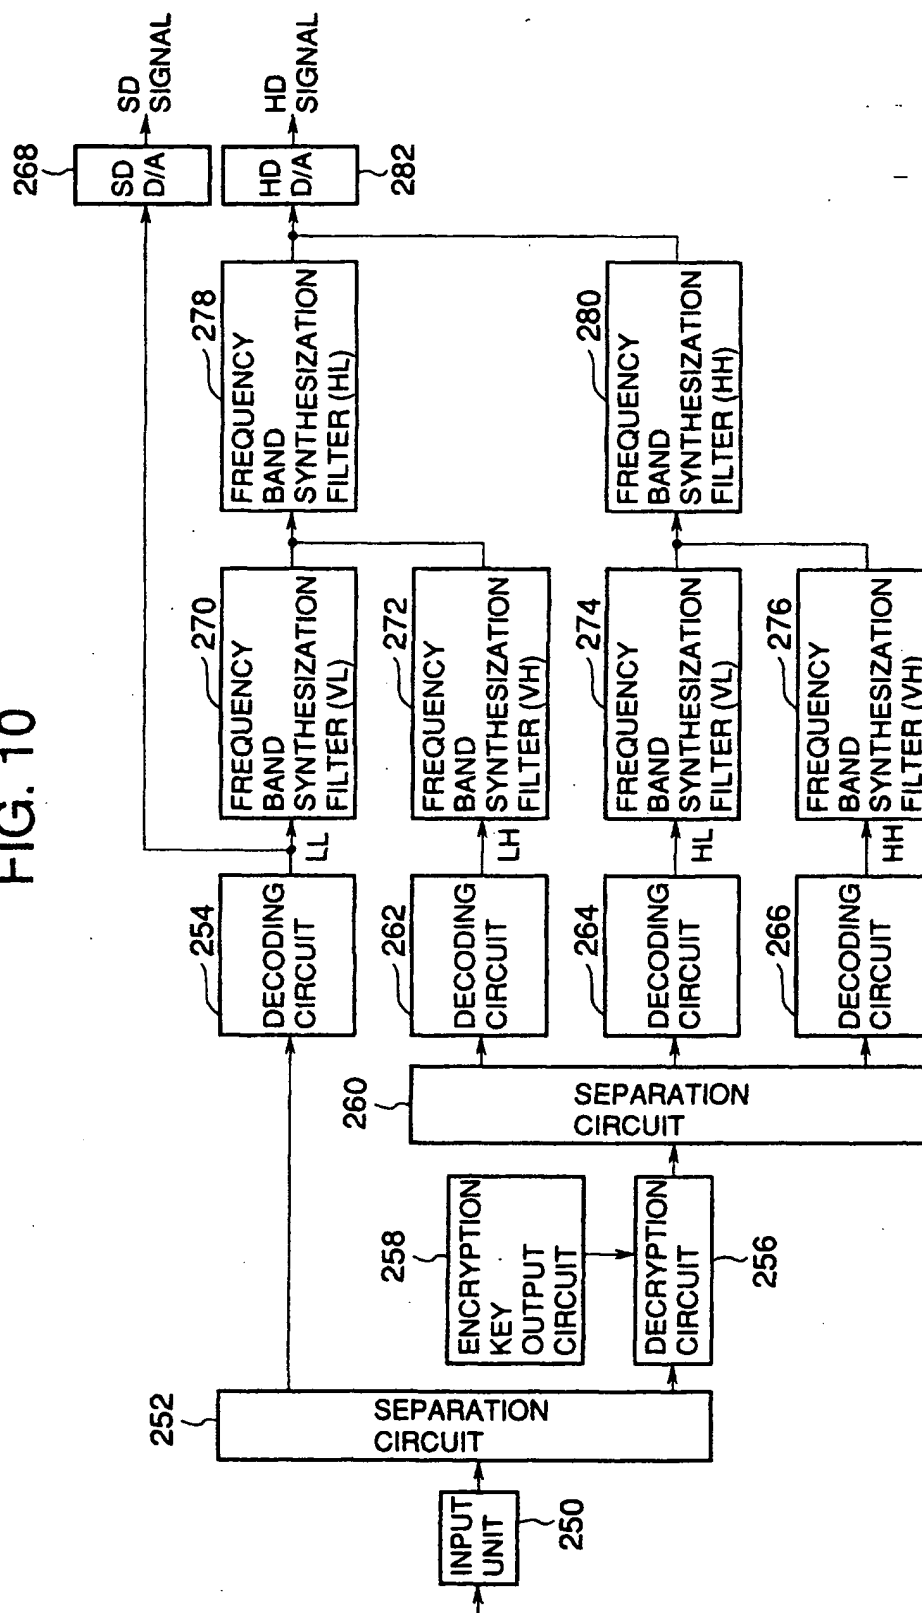 FIG. 10
INPUT
UNIT
250
252
SEPARATION
CIRCUIT
258
ENCRYPTION
KEY
OUTPUT
CIRCUIT
DECRYPTION
CIRCUIT
256
260
SEPARATION
CIRCUIT
254
DECODING
CIRCUIT
262
DECODING
CIRCUIT
264
DECODING
CIRCUIT
266
DECODING
CIRCUIT
LL
LH
HL
HH
270
FREQUENCY
BAND
SYNTHESIZATION
FILTER (VL)
272
FREQUENCY
BAND
SYNTHESIZATION
FILTER (VH)
274
FREQUENCY
BAND
SYNTHESIZATION
FILTER (VL)
276
FREQUENCY
BAND
SYNTHESIZATION
FILTER (VH)
278
FREQUENCY
BAND
SYNTHESIZATION
FILTER (HL)
280
FREQUENCY
BAND
SYNTHESIZATION
FILTER (HH)
268
SD
D/A
SD
SIGNAL
HD
D/A
282
HD
SIGNAL